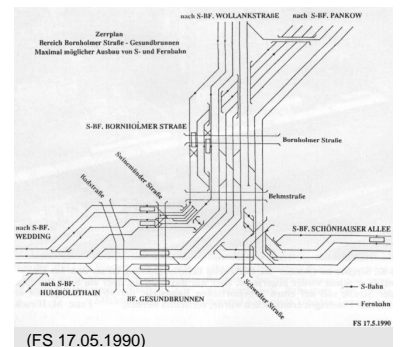 nach S-BF. WOLLANKSTRAßE
nach S-BF. PANKOW
Zerrplan
Bereich Bornholmer Straße - Gesundbrunnen
Maximal möglicher Ausbau von S- und Fernbahn
S-BF. BORNHOLMER STRAßE
Bornholmer Straße
Swinemünder Straße
Badstraße
Behmstraße
nach S-BF.
WEDDING
S-BF. SCHÖNHAUSER ALLEE
nach S-BF.
HUMBOLDTHAIN
BF. GESUNDBRUNNEN
Schwedter Straße
S-Bahn
Fernbahn
FS 17.5.1990
(FS 17.05.1990)